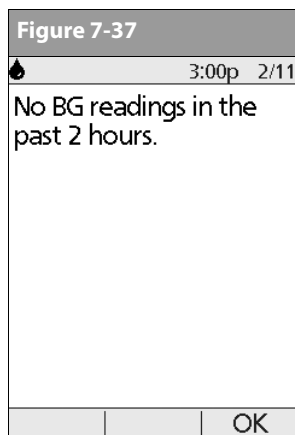 Figure 7-37
3:00p 2/11
No BG readings in the
past 2 hours.
OK